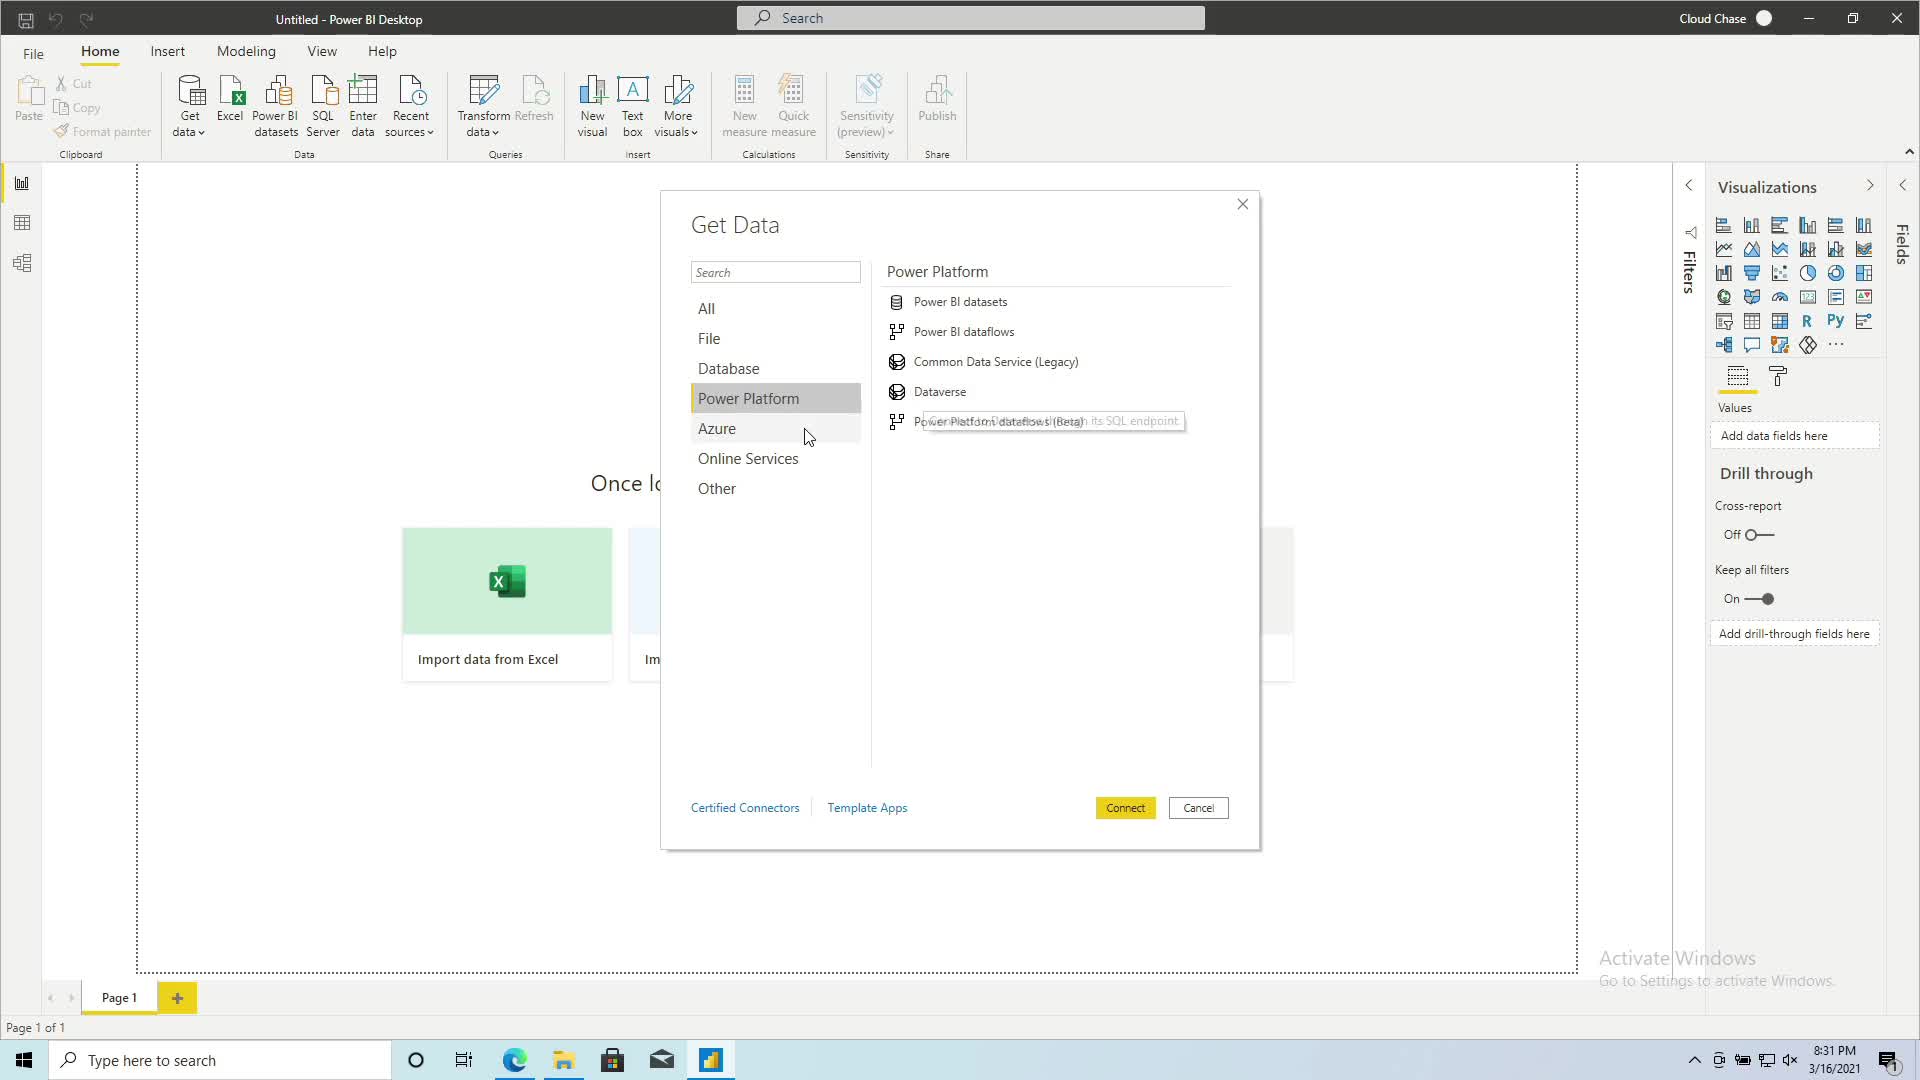 Untitled - Power BI Desktop
Search
Cloud Chase
File
Home
Insert
Modeling
View
Help
Paste
Cut
Copy
Format painter
Clipboard
Get data
Excel
Power BI datasets
SQL Server
Enter data
Recent sources
Data
Transform data
Refresh
Queries
New visual
Text box
More visuals
Insert
New measure
Quick measure
Calculations
Sensitivity (preview)
Sensitivity
Publish
Share
Get Data
Search
All
File
Database
Power Platform
Azure
Online Services
Other
Power Platform
Power BI datasets
Power BI dataflows
Common Data Service (Legacy)
Dataverse
Power Platform dataflows (Beta)
Connect to Dataverse through its SQL endpoint.
Certified Connectors
Template Apps
Connect
Cancel
Once lo
Import data from Excel
Im
Filters
Visualizations
R
Py
Values
Add data fields here
Drill through
Cross-report
Off
Keep all filters
On
Add drill-through fields here
Fields
Activate Windows
Go to Settings to activate Windows.
Page 1
Page 1 of 1
Type here to search
8:31 PM
3/16/2021
1